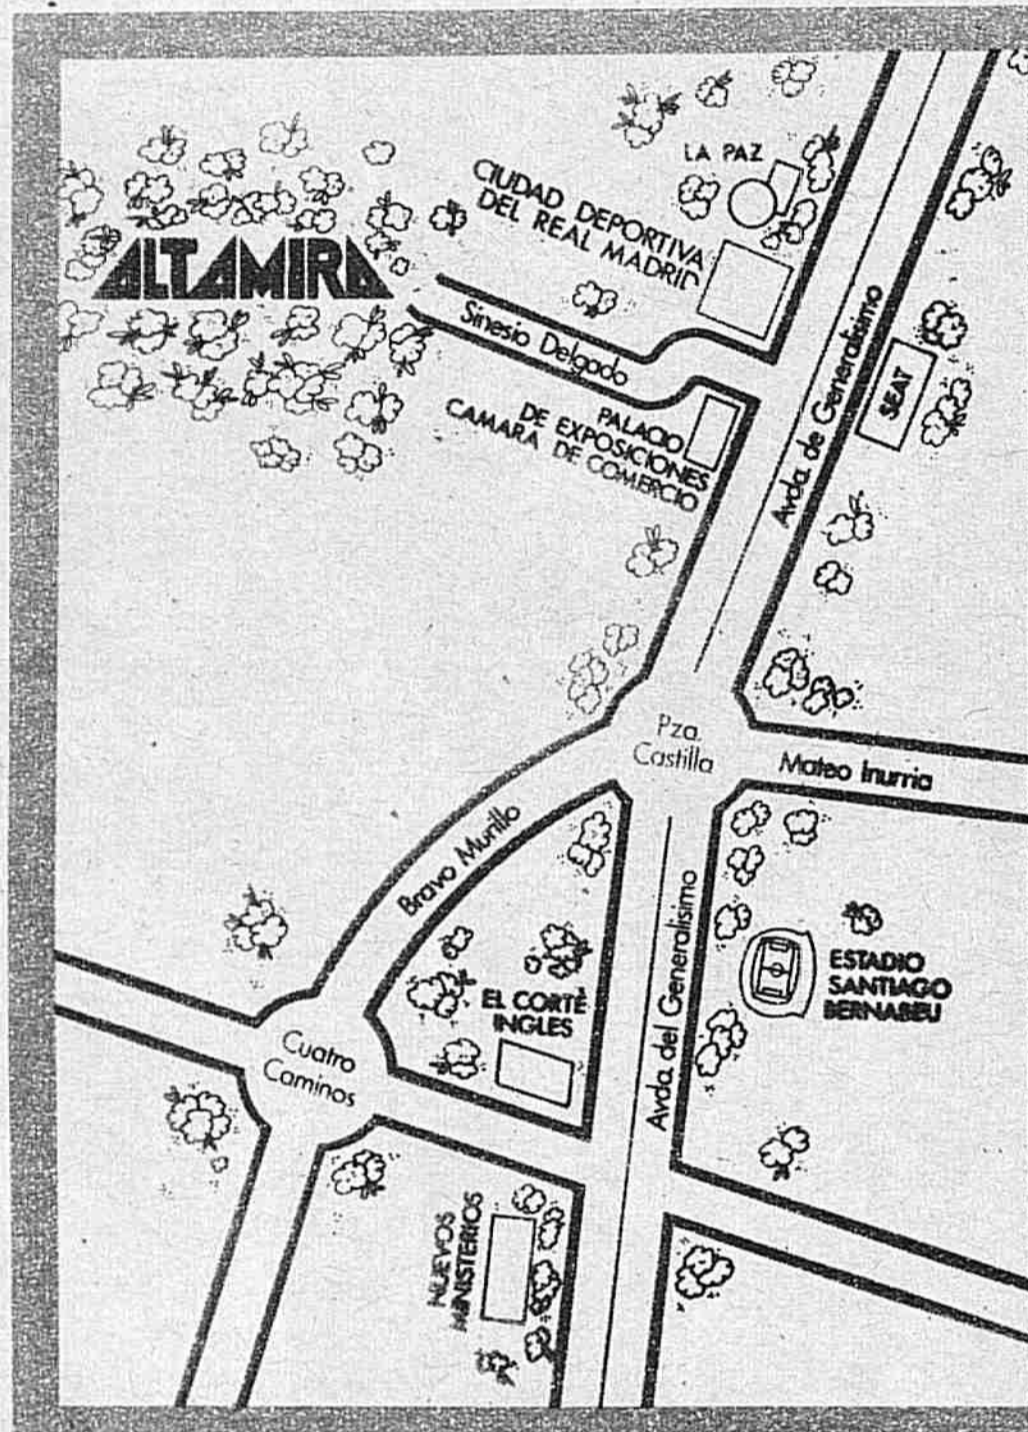 LA PAZ
CIUDAD DEPORTIVA
DEL REAL MADRID
ALTAMIRA
Sinesio Delgado
Avda. de Generalisimo
SEAT
PALACIO
DE EXPOSICIONES
CAMARA DE COMERCIO
Pza.
Castilla
Mateo Inurria
Bravo Murillo
Avda. del Generalisimo
ESTADIO
SANTIAGO
BERNABEU
EL CORTÈ
INGLES
Cuatro
Caminos
NUEVOS
MINISTERIOS